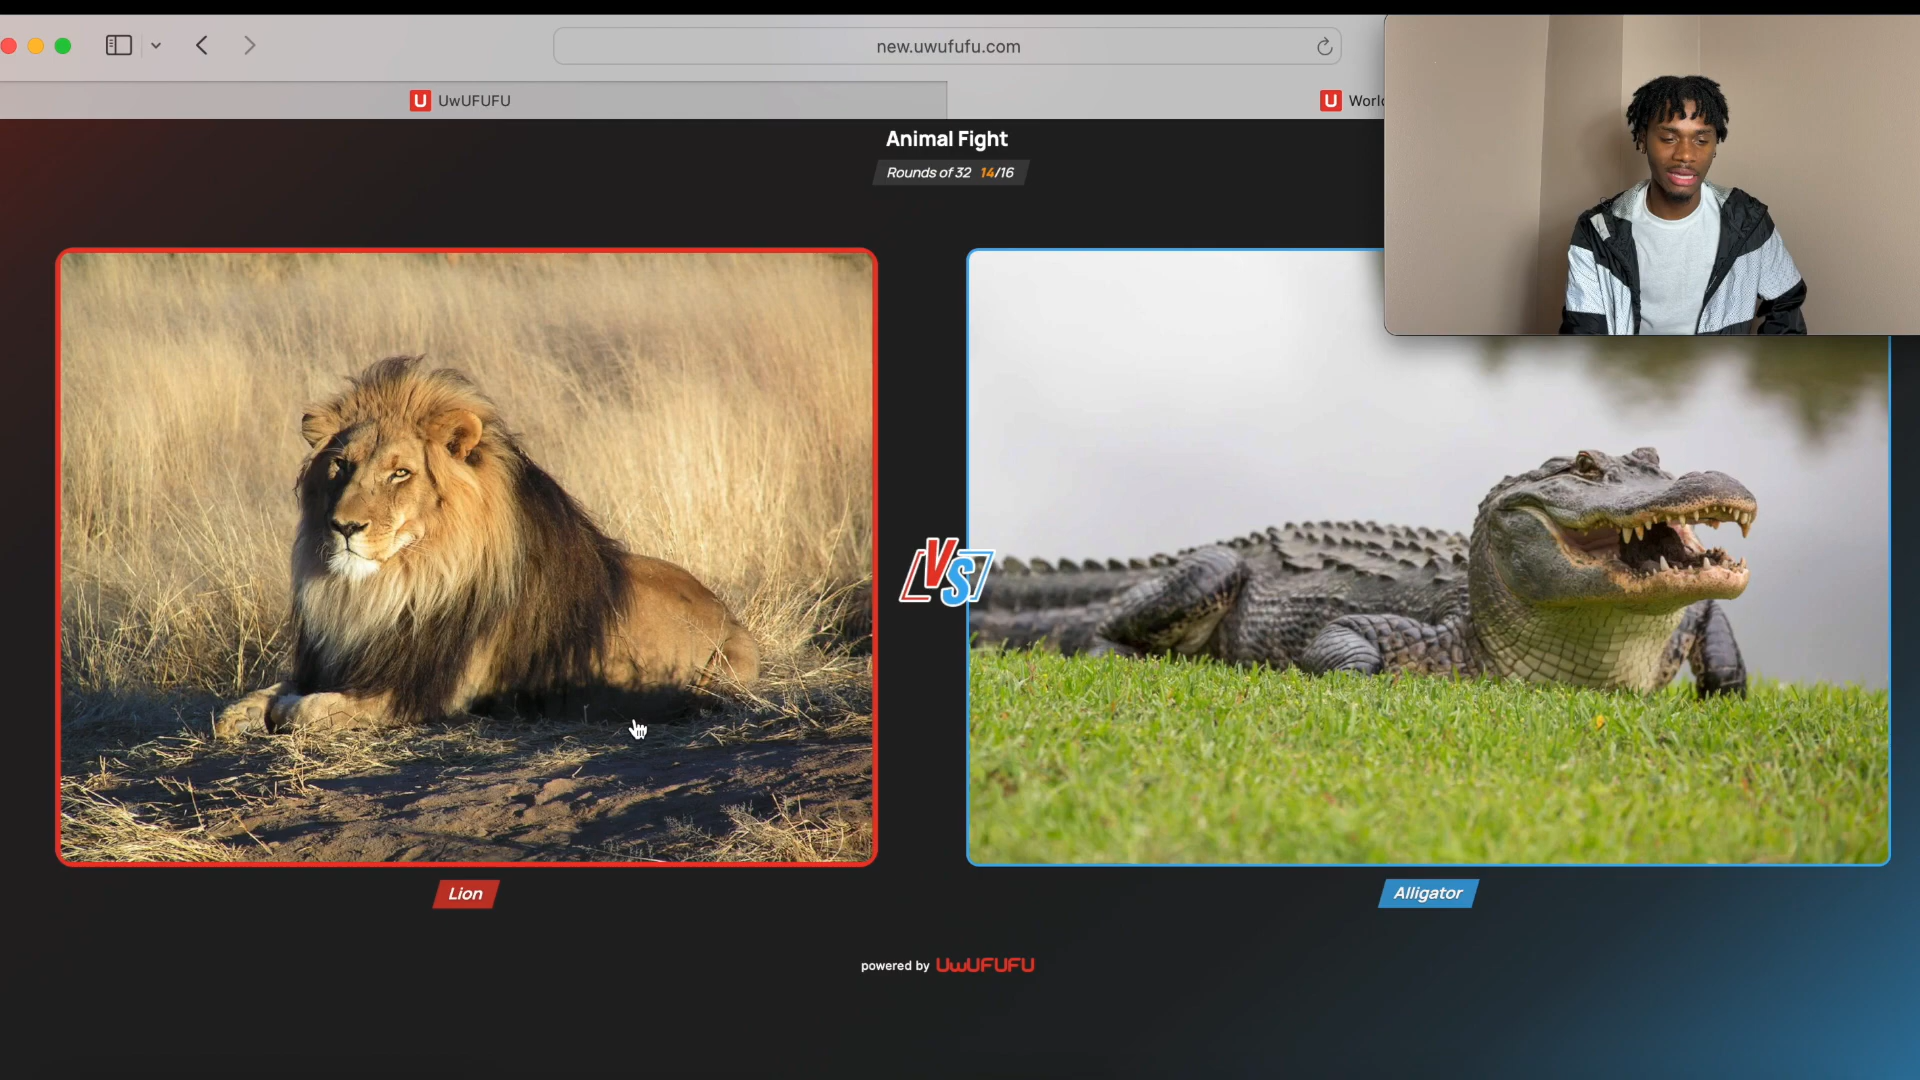 new.uwufufu.com
U UwUFUFU
U Worl
Animal Fight
Rounds of 32 14/16
VS
Lion
Alligator
powered by UwUFUFU